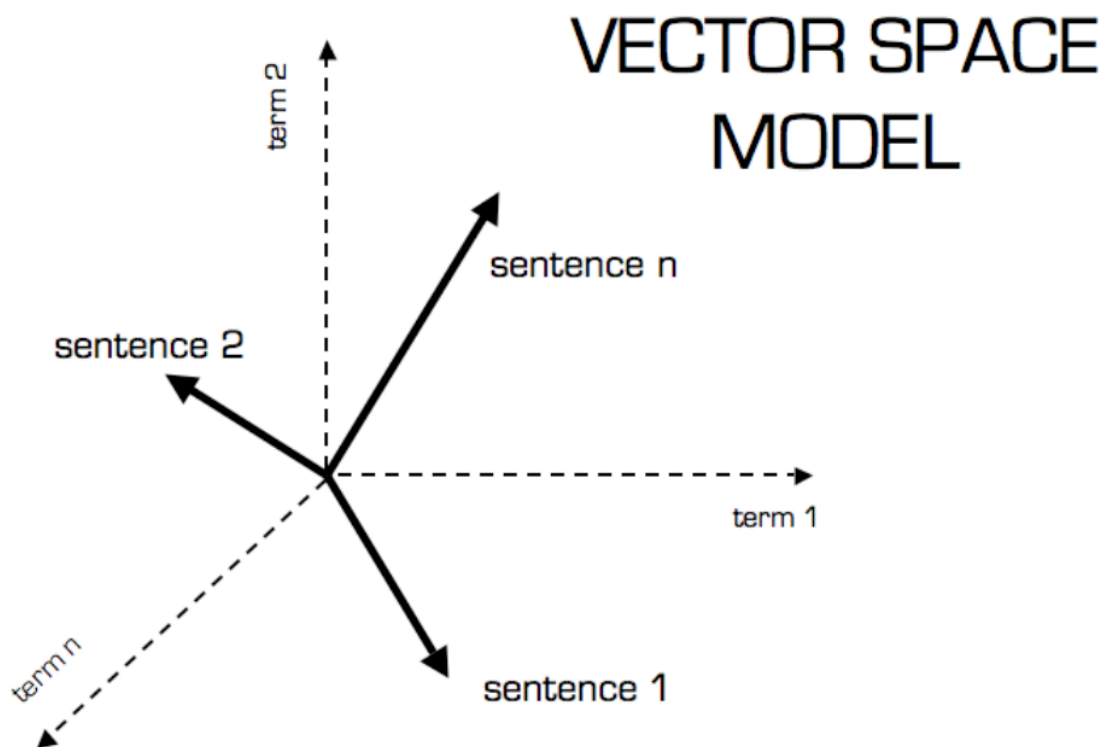 VECTOR SPACE
MODEL
term 2
sentence n
sentence 2
term 1
term n
sentence 1